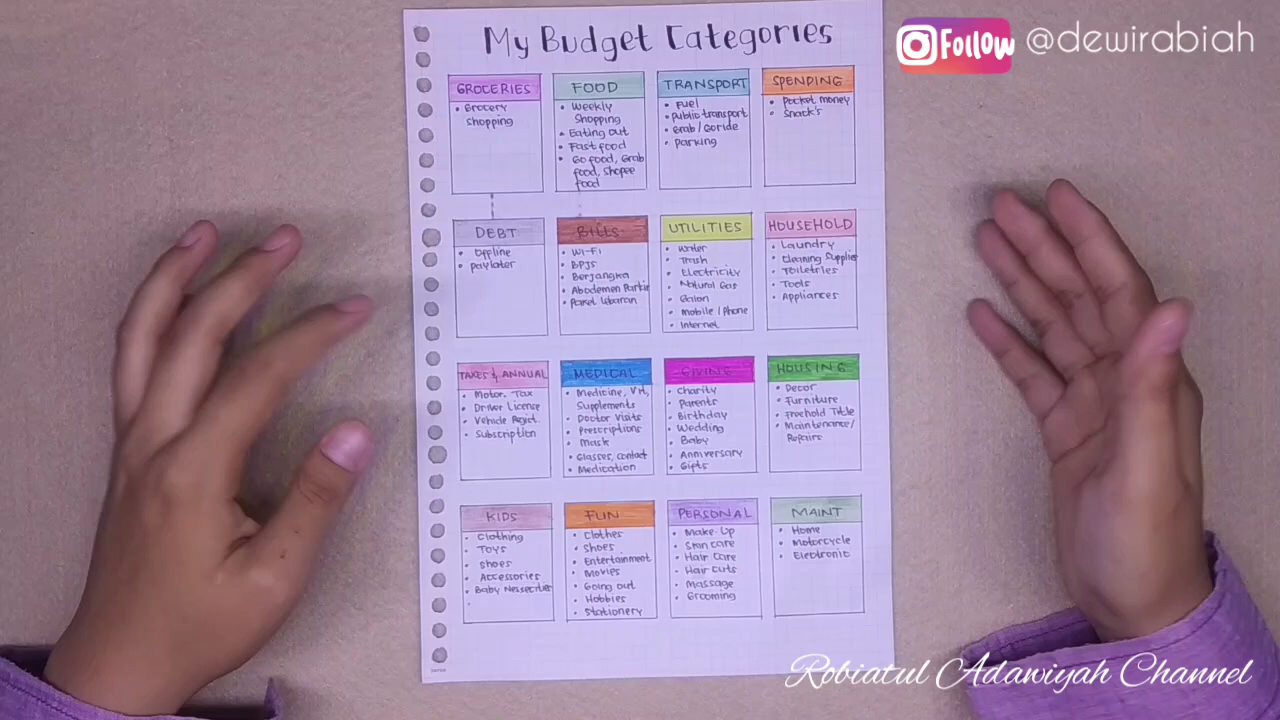 My Budget Categories
Follow @dewirabiah
GROCERIES
• Grocery
shopping
FOOD
• Weekly
Shopping
• Eating out
• Fast food
• Go food, Grab
food, Shopee
food
TRANSPORT
• Fuel
• Public transport
• Grab / Goride
• Parking
SPENDING
• Pocket money
• Snack's
DEBT
• Offline
• Paylater
BILLS
• Wi-Fi
• BPJS
• Berjangka
• Abodemen Parkir
• Paket lebaran
UTILITIES
• Water
• Trash
• Electricity
• Natural Gas
• Galon
• Mobile / Phone
• Internet
HOUSEHOLD
• Laundry
• Cleaning Supplies
• Toiletries
• Tools
• Appliances
TAXES & ANNUAL
• Motor. Tax
• Driver License
• Vehicle Regist.
• Subscription
MEDICAL
• Medicine, Vit,
Supplements
• Doctor Visits
• Prescriptions
• Mask
• Glasses, contact
• Medication
GIVING
• Charity
• Parents
• Birthday
• Wedding
• Baby
• Anniversary
• Gifts
HOUSING
• Decor
• Furniture
• Freehold Title
• Maintenance/
Repairs
KIDS
• Clothing
• Toys
• Shoes
• Accessories
• Baby
FUN
• Clothes
• Shoes
• Entertainment
• Movies
• Going out
• Hobbies
• Stationery
PERSONAL
• Make-Up
• Skin care
• Hair Care
• Hair cuts
• Massage
• Grooming
MAINT
• Home
• Motorcycle
• Electronic
Robiatul Adawiyah Channel